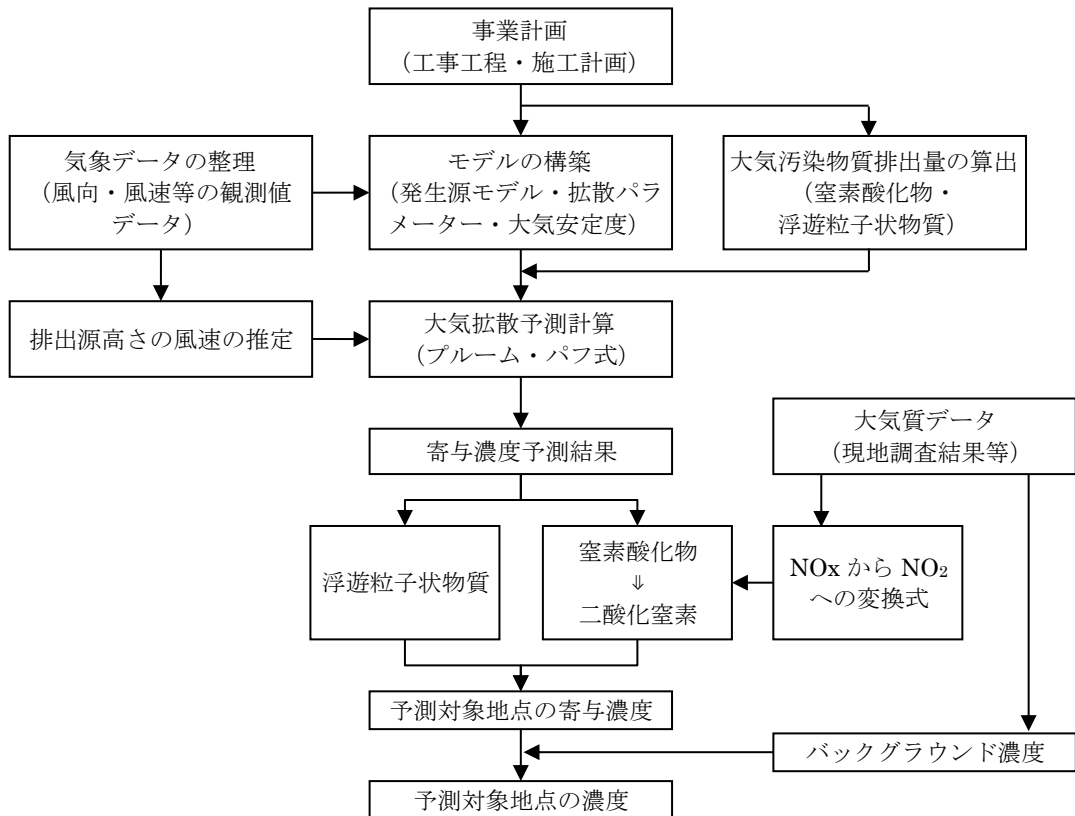 事業計画
（工事工程・施工計画）
気象データの整理
（風向・風速等の観測値
データ）
モデルの構築
（発生源モデル・拡散パラ
メーター・大気安定度）
大気汚染物質排出量の算出
（窒素酸化物・
浮遊粒子状物質）
排出源高さの風速の推定
大気拡散予測計算
（プルーム・パフ式）
寄与濃度予測結果
大気質データ
（現地調査結果等）
浮遊粒子状物質
窒素酸化物
⇓
二酸化窒素
NOx から NO₂
への変換式
予測対象地点の寄与濃度
バックグラウンド濃度
予測対象地点の濃度